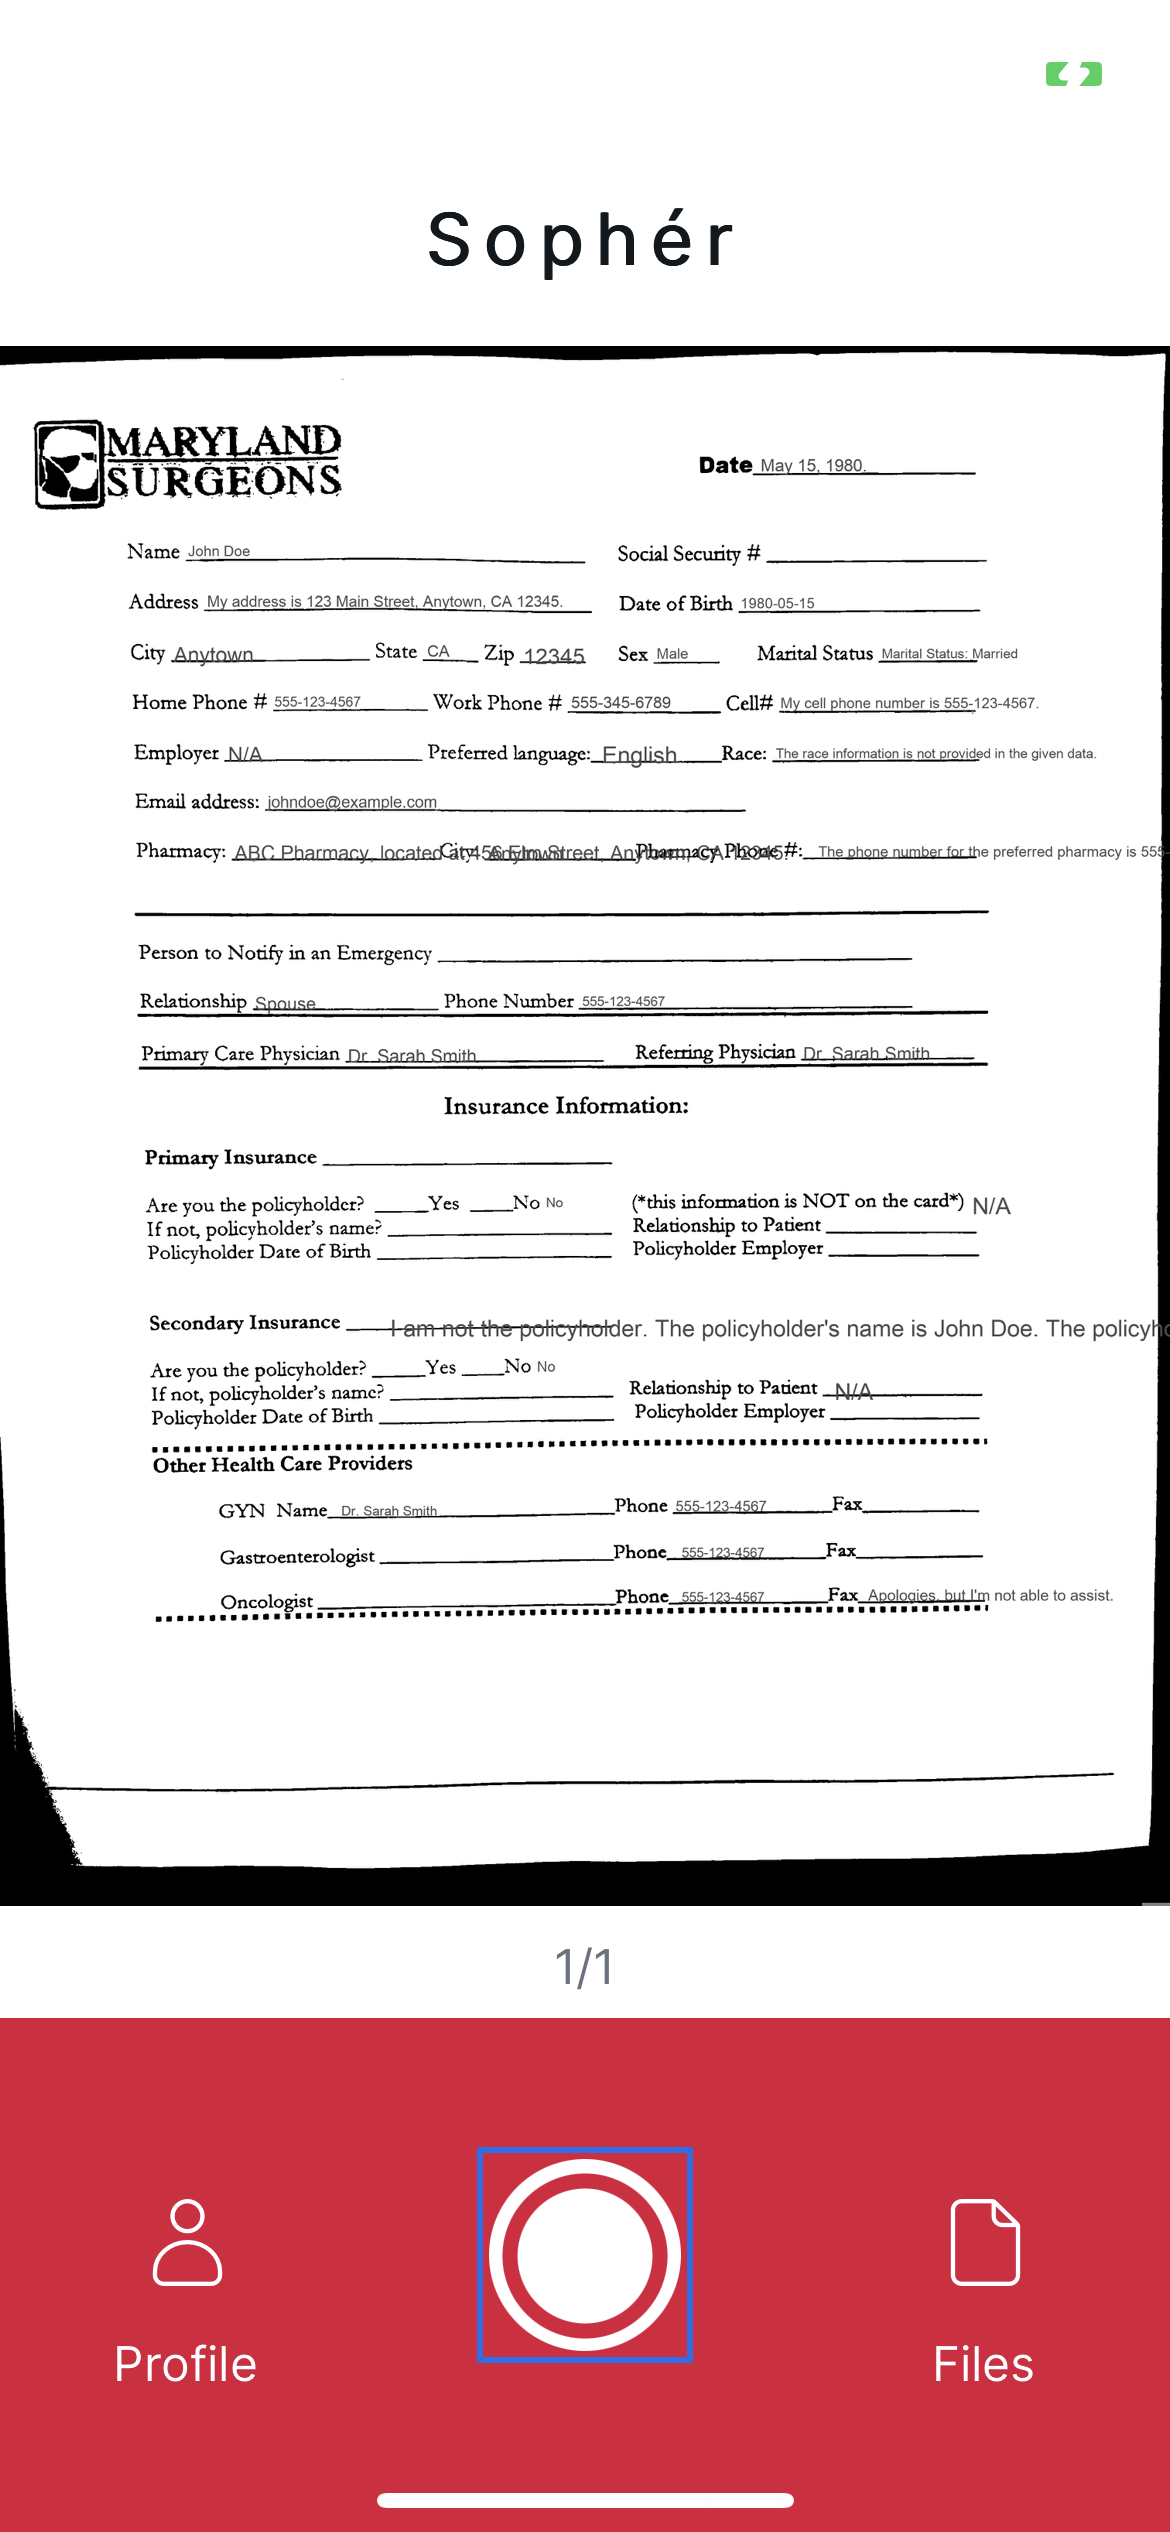 Sophér
MARYLAND
SURGEONS
Date May 15, 1980.
Name John Doe Social Security #
Address My address is 123 Main Street, Anytown, CA 12345. Date of Birth 1980-05-15
City Anytown State CA Zip 12345 Sex Male Marital Status Marital Status: Married
Home Phone # 555-123-4567 Work Phone # 555-345-6789 Cell# My cell phone number is 555-123-4567.
Employer N/A Preferred language: English Race: The race information is not provided in the given data.
Email address: johndoe@example.com
Pharmacy: ABC Pharmacy, located at 456 Elm Street, Anytown, CA 12345. City: Anytown Pharmacy Phone #: The phone number for the preferred pharmacy is 555-
Person to Notify in an Emergency
Relationship Spouse Phone Number 555-123-4567
Primary Care Physician Dr. Sarah Smith Referring Physician Dr. Sarah Smith
Insurance Information:
Primary Insurance
Are you the policyholder? Yes No No (*this information is NOT on the card*) N/A
If not, policyholder's name? Relationship to Patient
Policyholder Date of Birth Policyholder Employer
Secondary Insurance I am not the policyholder. The policyholder's name is John Doe. The policyho
Are you the policyholder? Yes No No
If not, policyholder's name? Relationship to Patient N/A
Policyholder Date of Birth Policyholder Employer
Other Health Care Providers
GYN Name Dr. Sarah Smith Phone 555-123-4567 Fax
Gastroenterologist Phone 555-123-4567 Fax
Oncologist Phone 555-123-4567 Fax Apologies, but I'm not able to assist.
1/1
Profile Files